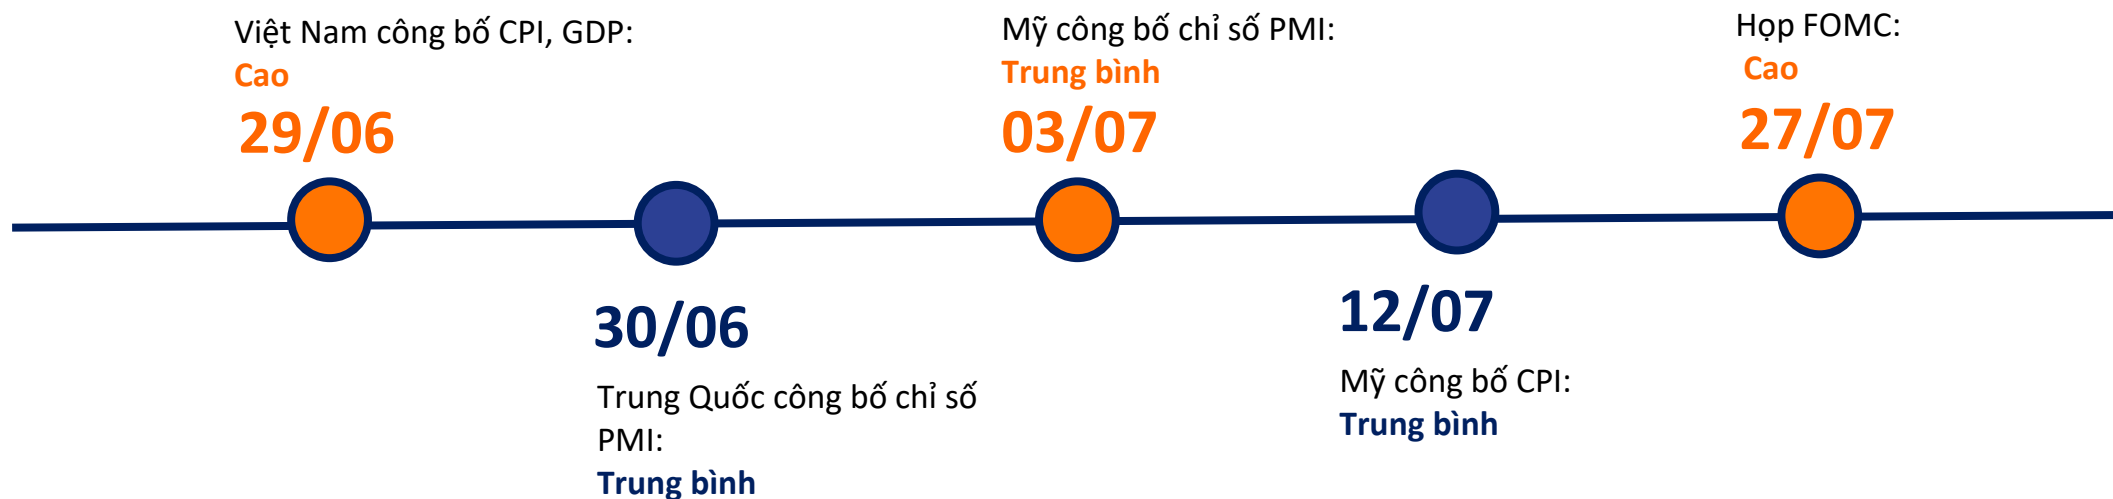 Việt Nam công bố CPI, GDP:
Cao
29/06
30/06
Trung Quốc công bố chỉ số
PMI:
Trung bình
Mỹ công bố chỉ số PMI:
Trung bình
03/07
12/07
Mỹ công bố CPI:
Trung bình
Họp FOMC:
Cao
27/07